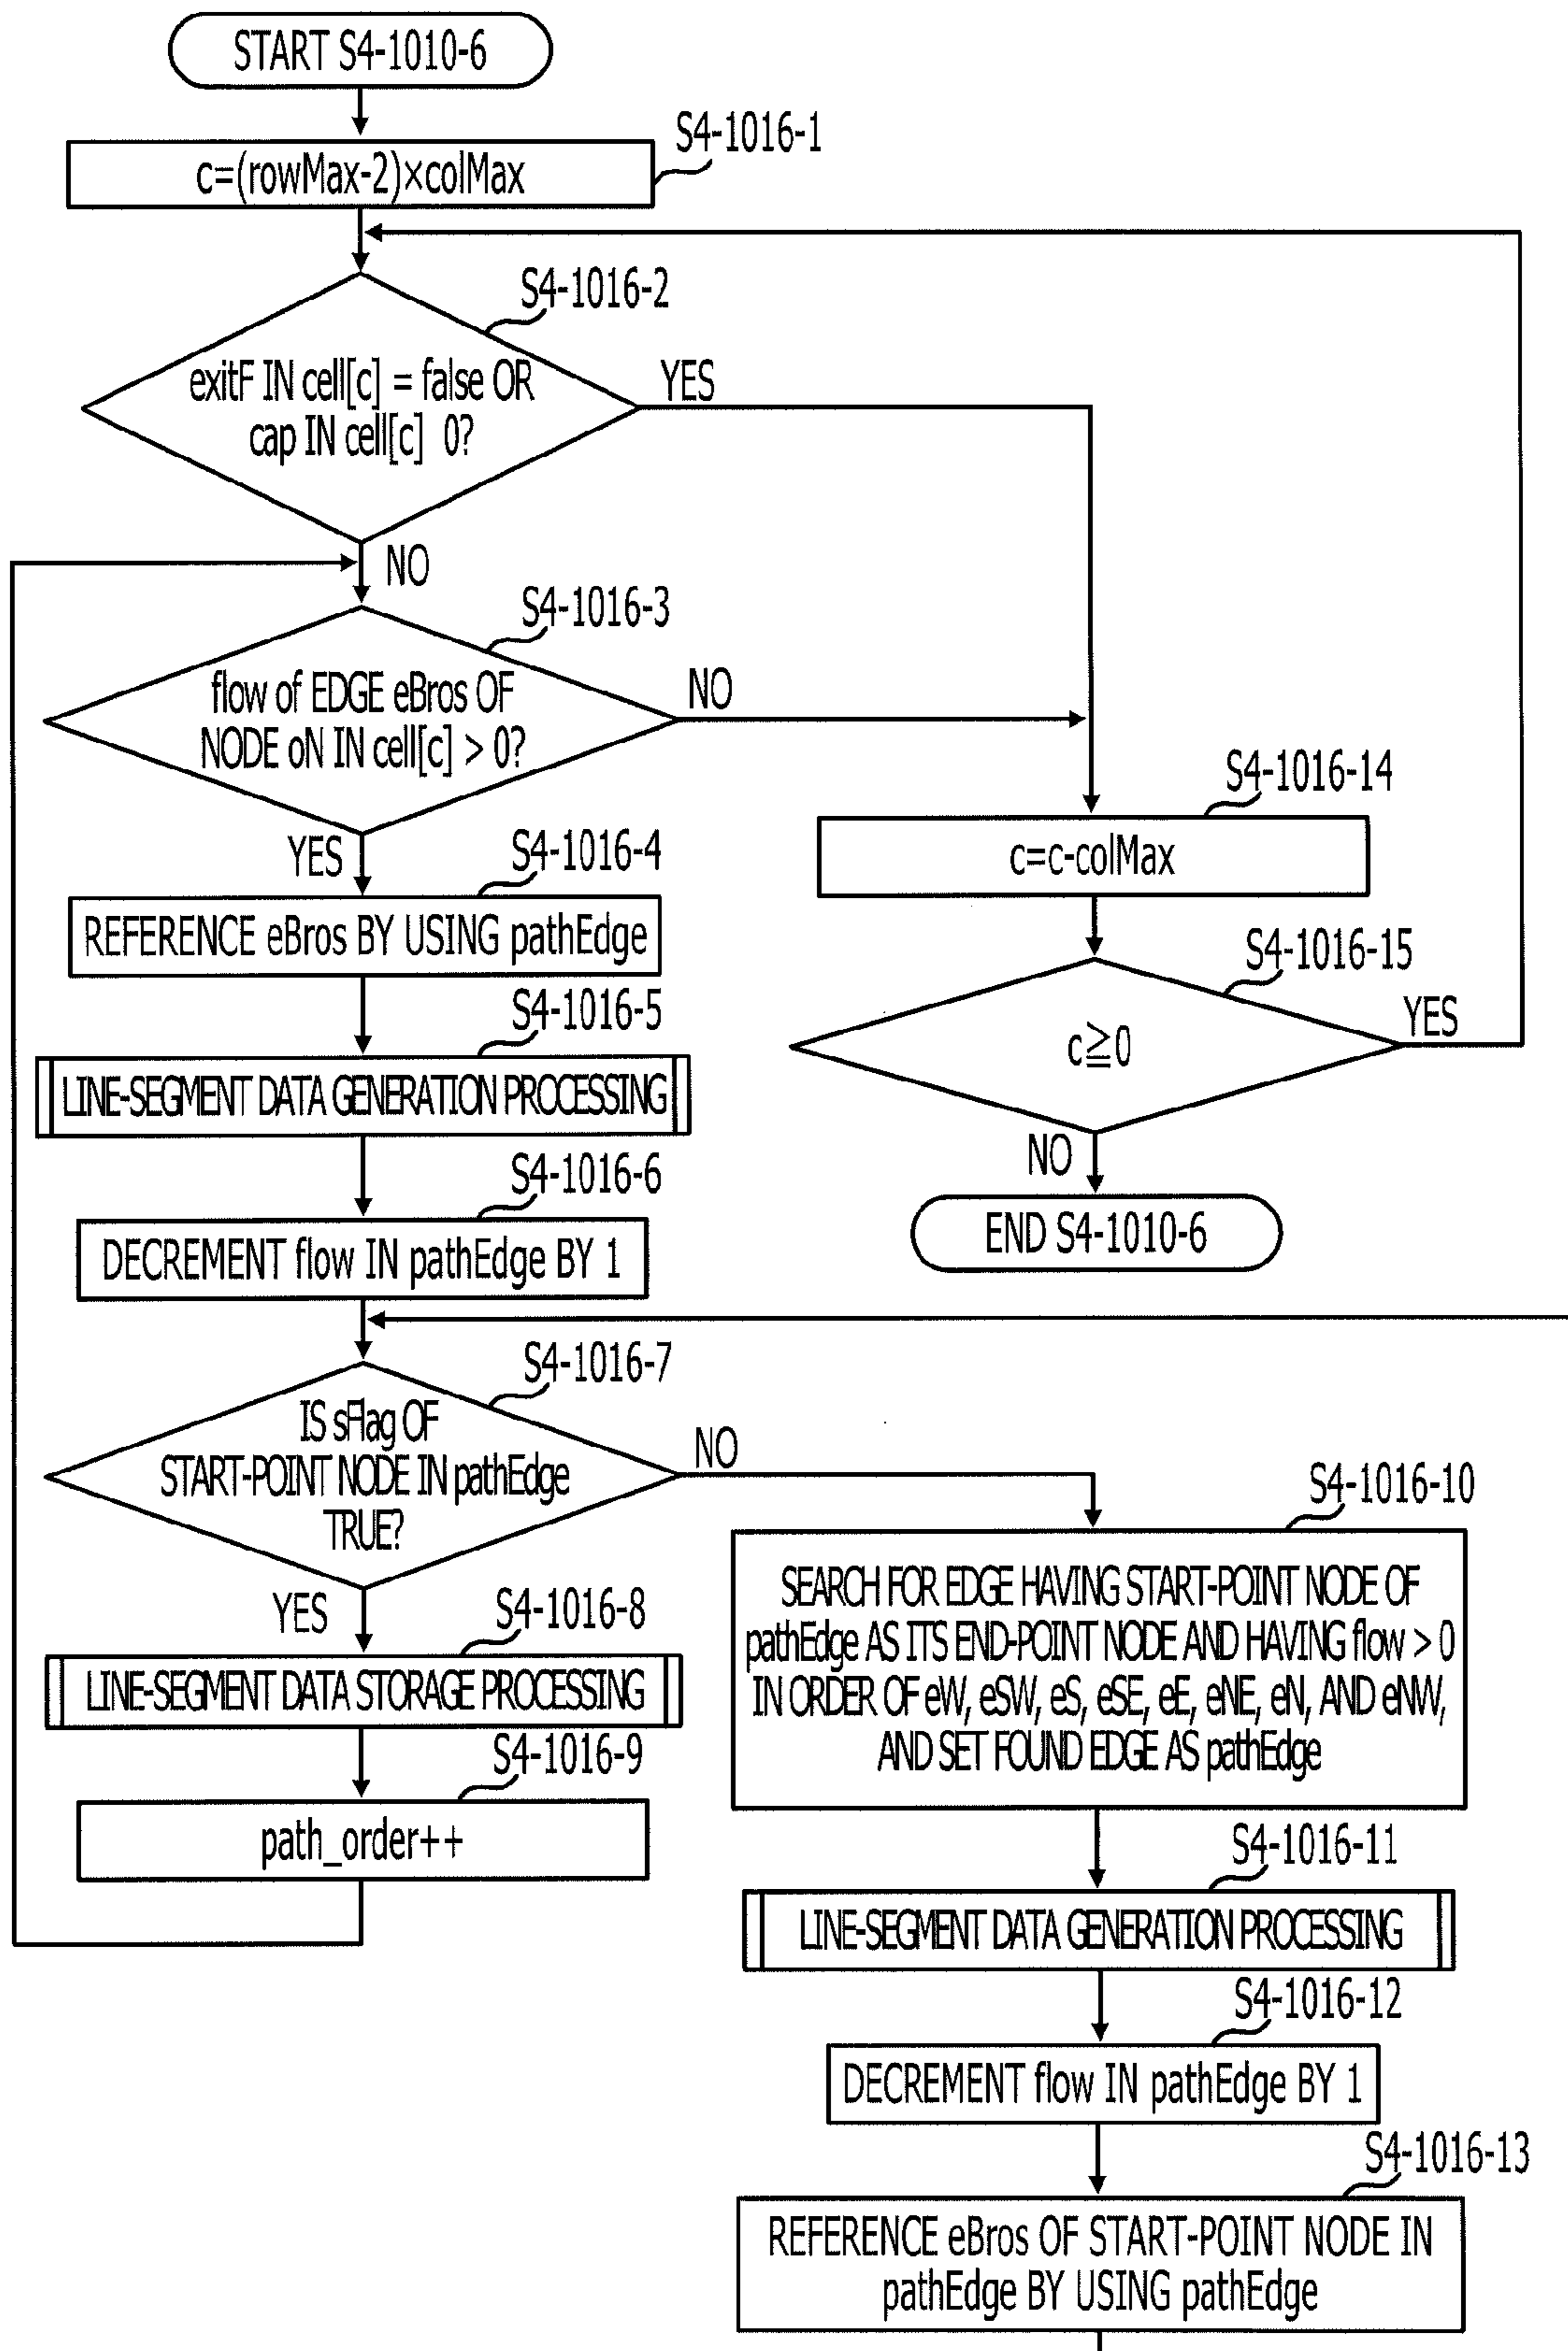 START S4-1010-6
S4-1016-1
c=(rowMax-2)×colMax
S4-1016-2
exitF IN cell[c] = false OR
cap IN cell[c] 0?
YES
NO
S4-1016-3
flow of EDGE eBros OF
NODE oN IN cell[c] > 0?
NO
YES
S4-1016-4
REFERENCE eBros BY USING pathEdge
S4-1016-5
LINE-SEGMENT DATA GENERATION PROCESSING
S4-1016-6
DECREMENT flow IN pathEdge BY 1
S4-1016-14
c=c-colMax
S4-1016-15
c≧0
YES
NO
END S4-1010-6
S4-1016-7
IS sFlag OF
START-POINT NODE IN pathEdge
TRUE?
NO
YES
S4-1016-8
LINE-SEGMENT DATA STORAGE PROCESSING
S4-1016-9
path_order++
S4-1016-10
SEARCH FOR EDGE HAVING START-POINT NODE OF
pathEdge AS ITS END-POINT NODE AND HAVING flow > 0
IN ORDER OF eW, eSW, eS, eSE, eE, eNE, eN, AND eNW,
AND SET FOUND EDGE AS pathEdge
S4-1016-11
LINE-SEGMENT DATA GENERATION PROCESSING
S4-1016-12
DECREMENT flow IN pathEdge BY 1
S4-1016-13
REFERENCE eBros OF START-POINT NODE IN
pathEdge BY USING pathEdge